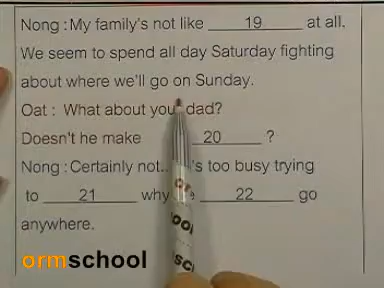 Nong : My family's not like 19 at all.
We seem to spend all day Saturday fighting
about where we'll go on Sunday.
Oat : What about you dad?
Doesn't he make 20 ?
Nong : Certainly not.. 's too busy trying
to 21 why 22 go
anywhere.
ormschool